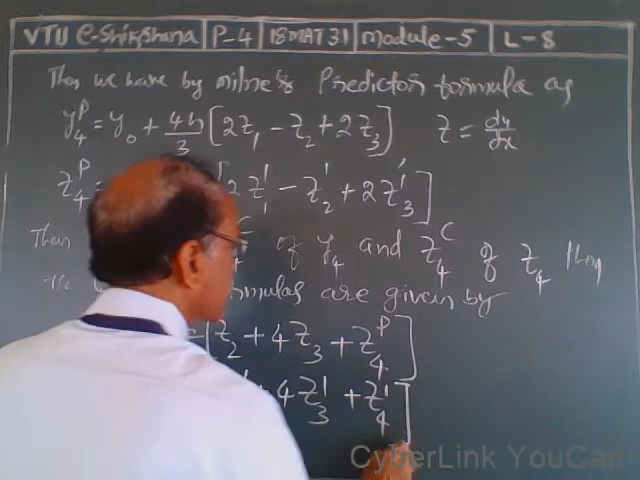 VTU e-Shikshana P-4 18MAT31 Module-5 L-8
Then we have by milne's Predictor formula as
y₄ᴾ = y₀ + 4h/3 [2z₁ - z₂ + 2z₃] z = dy/dx
z₄ᴾ = 2z₁' - z₂' + 2z₃']
Then of y₄ and z₄ᶜ of z₄ then
The are given by
z₂ + 4z₃ + z₄ᴾ]
+ 4z₃' + z₄']
CyberLink YouCam